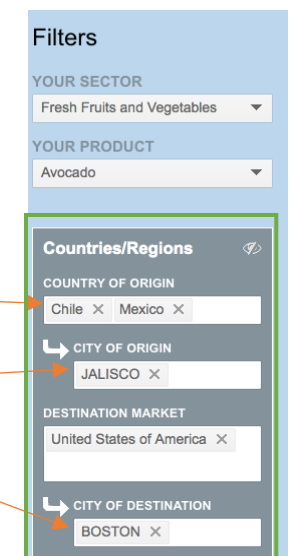 Filters
YOUR SECTOR
Fresh Fruits and Vegetables
YOUR PRODUCT
Avocado
Countries/Regions
COUNTRY OF ORIGIN
Chile × Mexico ×
CITY OF ORIGIN
JALISCO ×
DESTINATION MARKET
United States of America ×
CITY OF DESTINATION
BOSTON ×